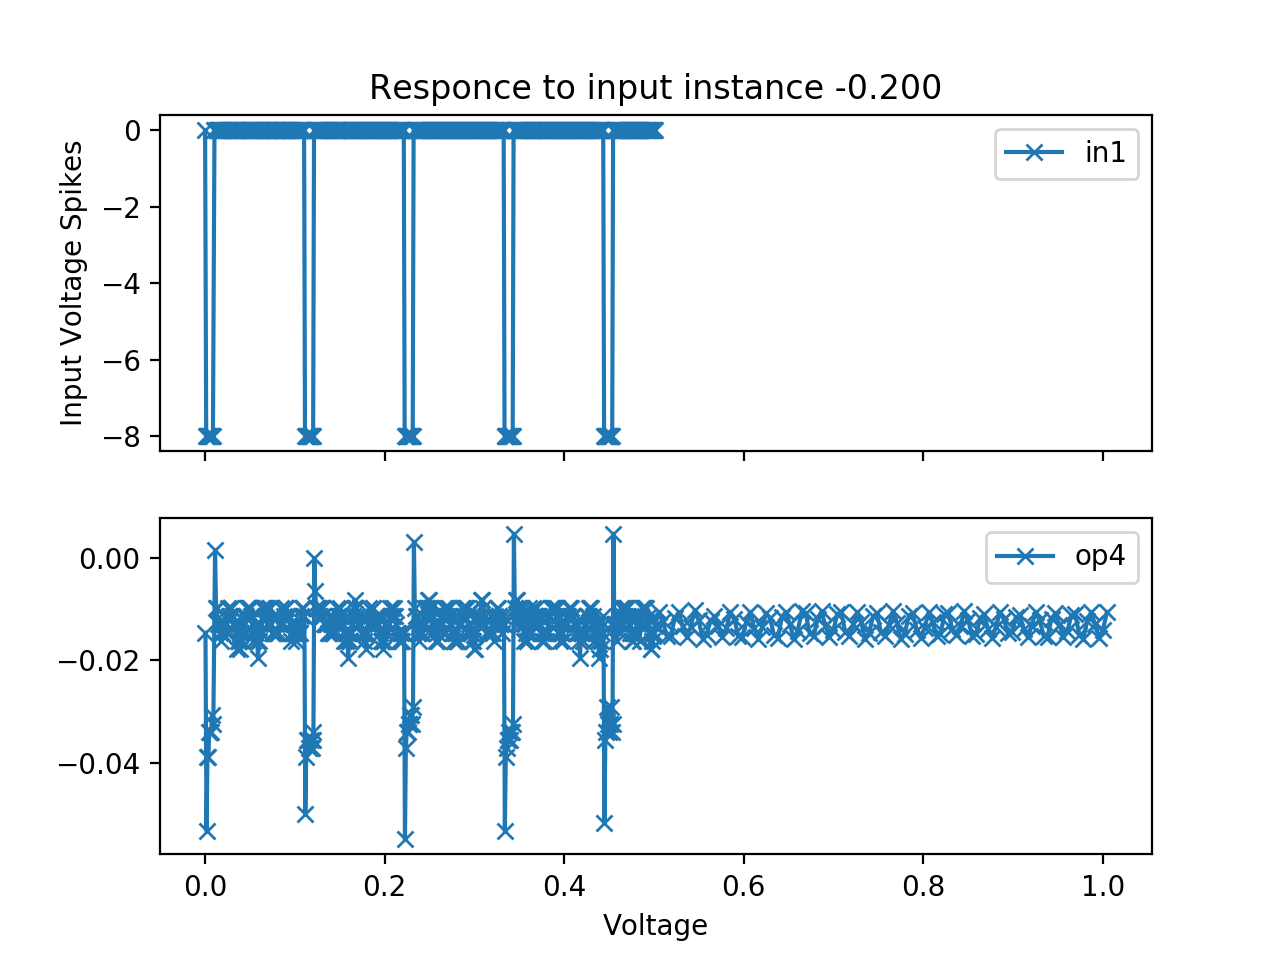 Responce to input instance -0.200
Input Voltage Spikes
0
−2
−4
−6
−8
in1
0.00
−0.02
−0.04
op4
0.0 0.2 0.4 0.6 0.8 1.0
Voltage